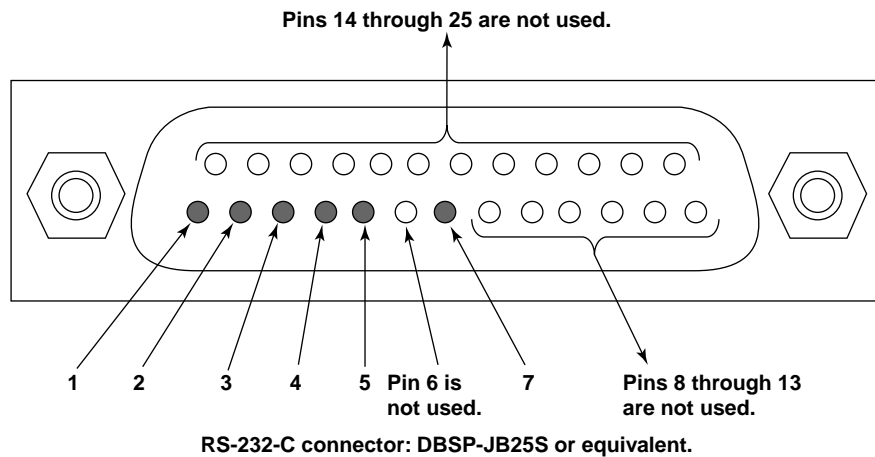 Pins 14 through 25 are not used.
1
2
3
4
5
Pin 6 is
not used.
7
Pins 8 through 13
are not used.
RS-232-C connector: DBSP-JB25S or equivalent.